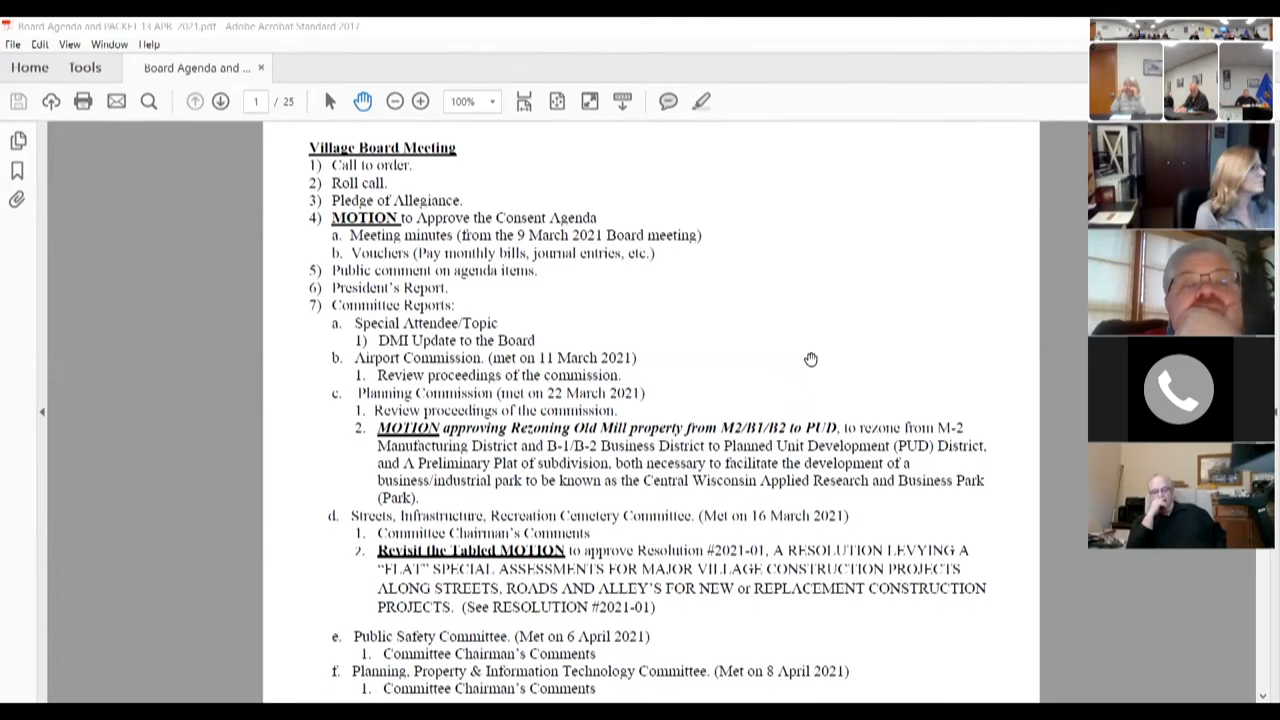 Board Agenda and PACKET 13 APR 2021.pdf - Adobe Acrobat Standard 2017
File Edit View Window Help
Home Tools Board Agenda and ... ×
1 / 25 100%
Village Board Meeting
1) Call to order.
2) Roll call.
3) Pledge of Allegiance.
4) MOTION to Approve the Consent Agenda
a. Meeting minutes (from the 9 March 2021 Board meeting)
b. Vouchers (Pay monthly bills, journal entries, etc.)
5) Public comment on agenda items.
6) President's Report.
7) Committee Reports:
a. Special Attendee/Topic
1) DMI Update to the Board
b. Airport Commission. (met on 11 March 2021)
1. Review proceedings of the commission.
c. Planning Commission (met on 22 March 2021)
1. Review proceedings of the commission.
2. MOTION approving Rezoning Old Mill property from M2/B1/B2 to PUD, to rezone from M-2
Manufacturing District and B-1/B-2 Business District to Planned Unit Development (PUD) District,
and A Preliminary Plat of subdivision, both necessary to facilitate the development of a
business/industrial park to be known as the Central Wisconsin Applied Research and Business Park
(Park).
d. Streets, Infrastructure, Recreation Cemetery Committee. (Met on 16 March 2021)
1. Committee Chairman's Comments
2. Revisit the Tabled MOTION to approve Resolution #2021-01, A RESOLUTION LEVYING A
"FLAT" SPECIAL ASSESSMENTS FOR MAJOR VILLAGE CONSTRUCTION PROJECTS
ALONG STREETS, ROADS AND ALLEY'S FOR NEW or REPLACEMENT CONSTRUCTION
PROJECTS. (See RESOLUTION #2021-01)
e. Public Safety Committee. (Met on 6 April 2021)
1. Committee Chairman's Comments
f. Planning, Property & Information Technology Committee. (Met on 8 April 2021)
1. Committee Chairman's Comments